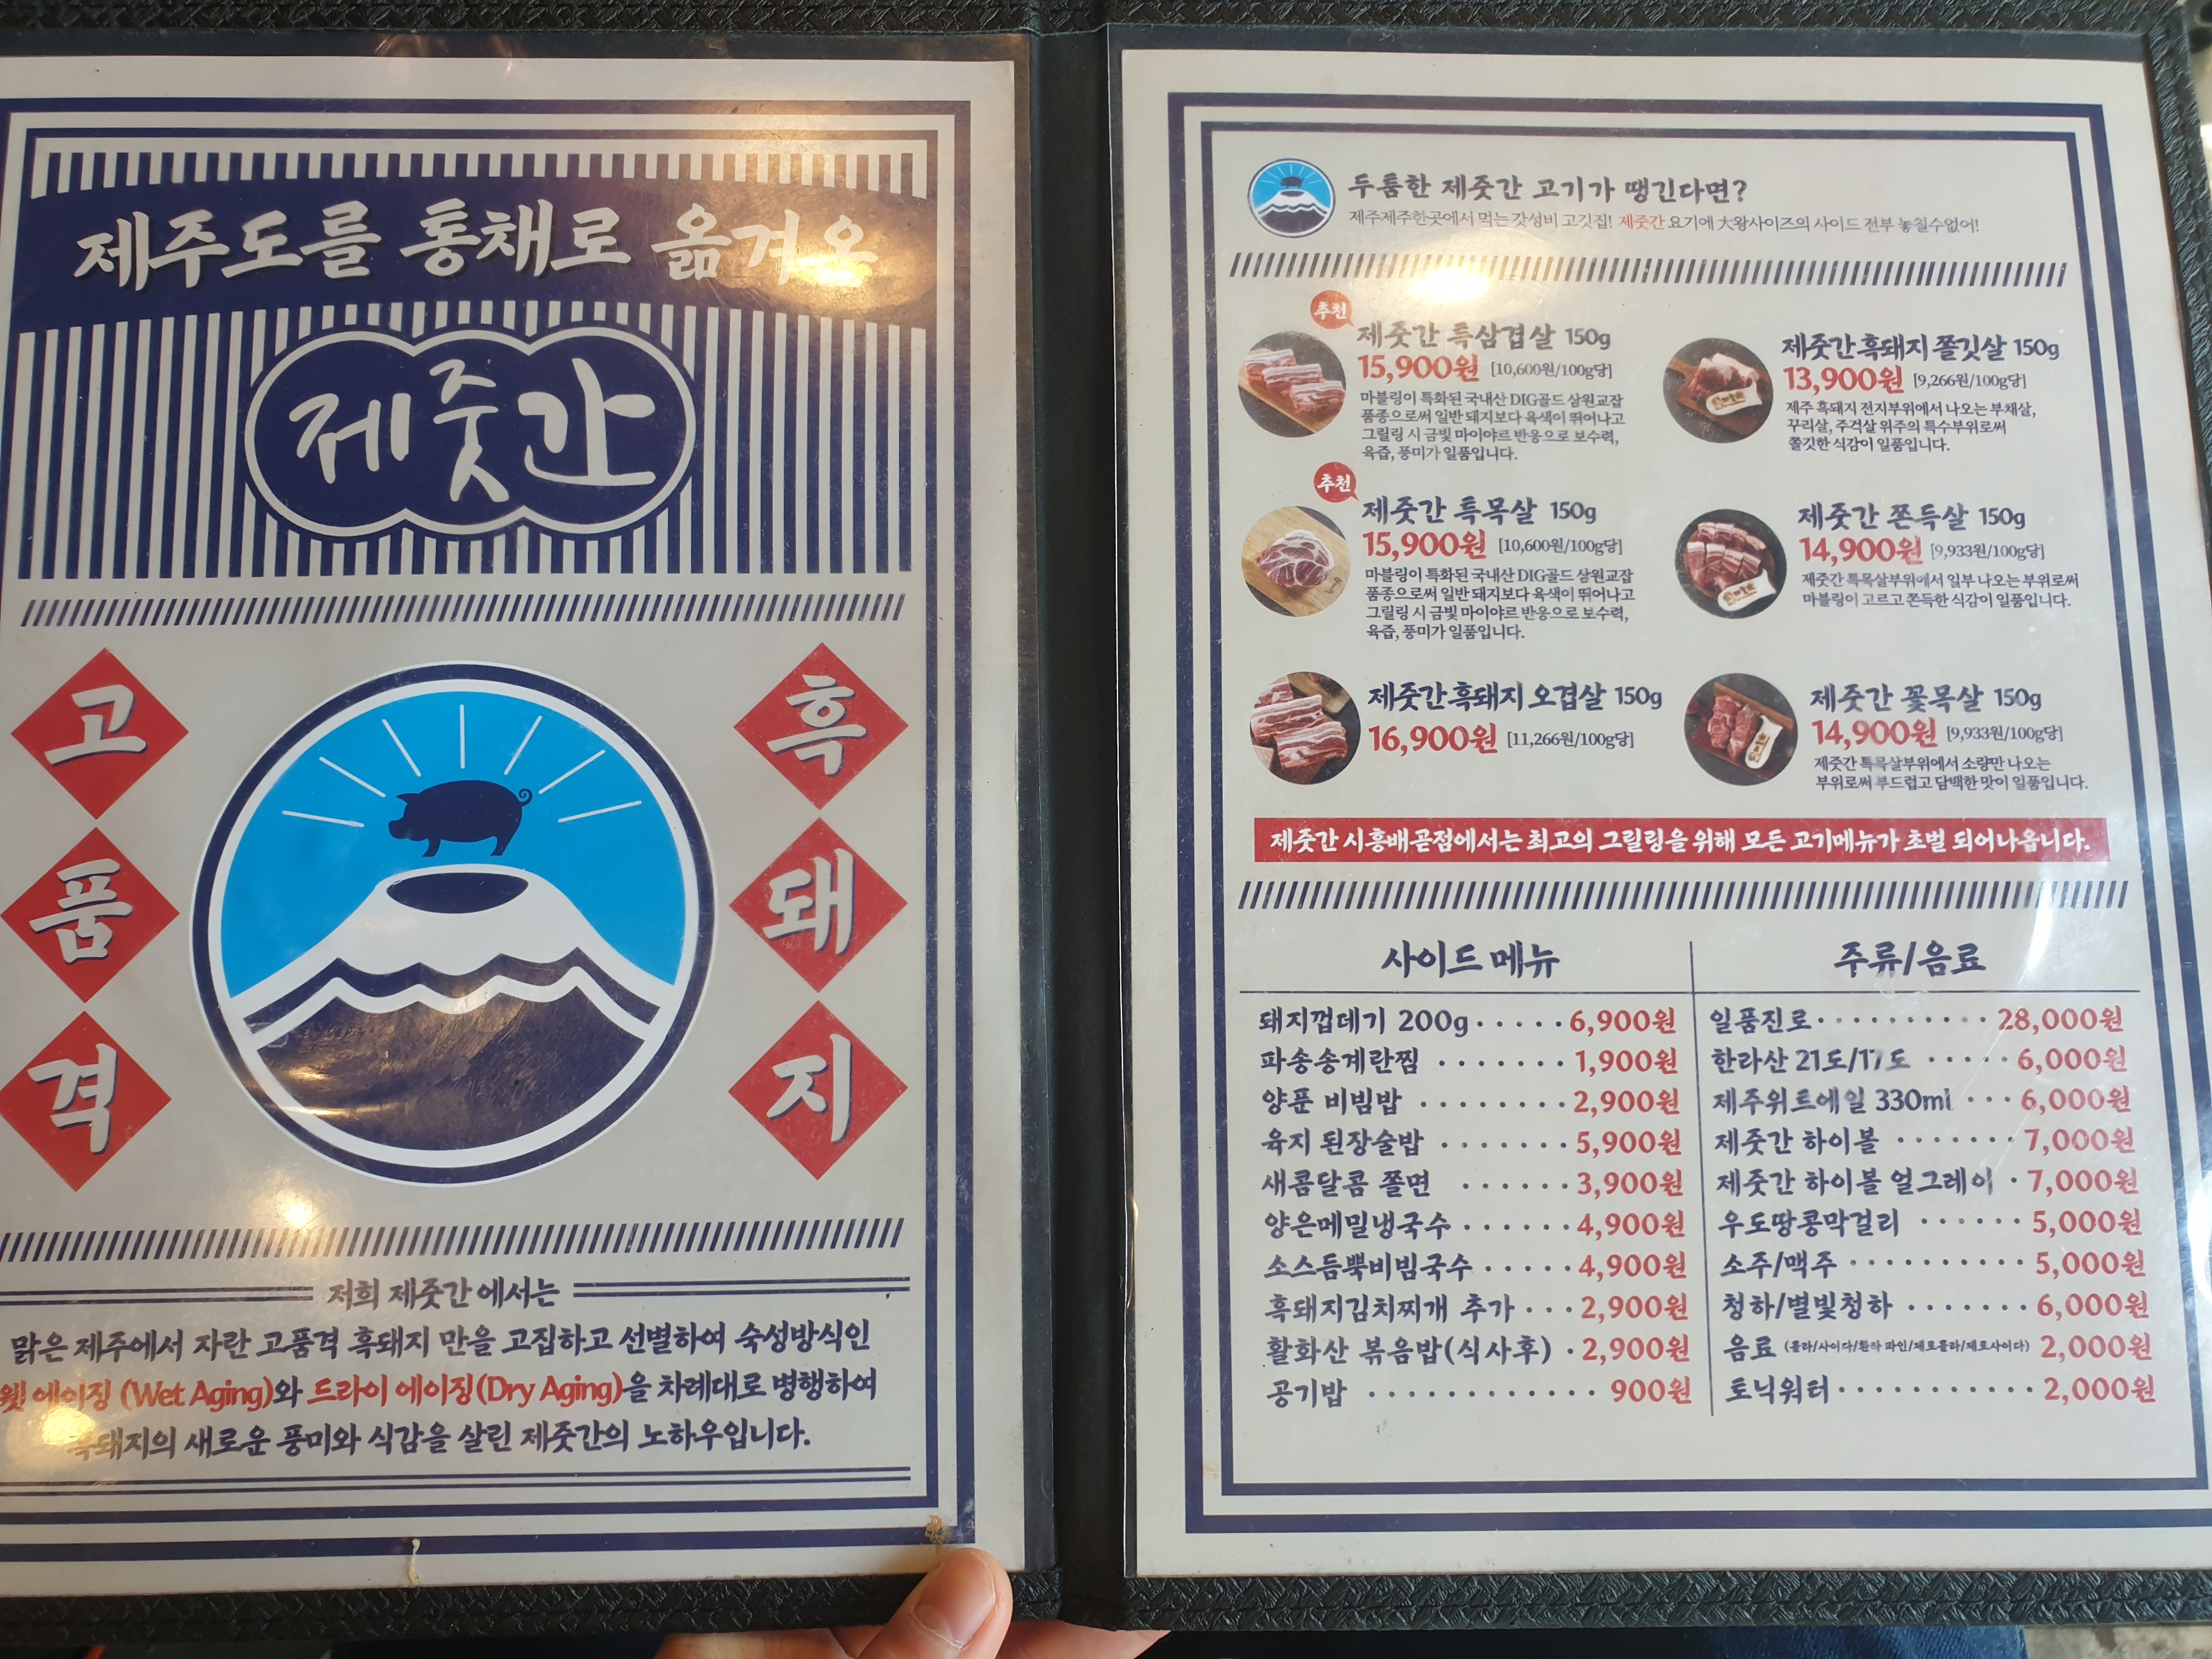 제주도를 통채로 옮겨온
제줏간
고품격
흑돼지
저희 제줏간 에서는
맑은 제주에서 자란 고품격 흑돼지 만을 고집하고 선별하여 숙성방식인
웻 에이징 (Wet Aging)와 드라이 에이징(Dry Aging)을 차례대로 병행하여
흑돼지의 새로운 풍미와 식감을 살린 제줏간의 노하우입니다.
두툼한 제줏간 고기가 땡긴다면?
제주제주한곳에서 먹는 갓성비 고깃집! 제줏간 요기에 大왕사이즈의 사이드 전부 놓칠수없어!
추천
제줏간 특삼겹살 150g
15,900원 [10,600원/100g당]
마블링이 특화된 국내산 DIG골드 삼원교잡
품종으로써 일반 돼지보다 육색이 뛰어나고
그릴링 시 금빛 마이야르 반응으로 보수력,
육즙, 풍미가 일품입니다.
제줏간흑돼지 쫄깃살 150g
13,900원 [9,266원/100g당]
제주 흑돼지 전지부위에서 나오는 부채살,
꾸리살, 주걱살 위주의 특수부위로써
쫄깃한 식감이 일품입니다.
추천
제줏간 특목살 150g
15,900원 [10,600원/100g당]
마블링이 특화된 국내산 DIG골드 삼원교잡
품종으로써 일반 돼지보다 육색이 뛰어나고
그릴링 시 금빛 마이야르 반응으로 보수력,
육즙, 풍미가 일품입니다.
제줏간 쫀득살 150g
14,900원 [9,933원/100g당]
제줏간 특목살부위에서 일부 나오는 부위로써
마블링이 고르고 쫀득한 식감이 일품입니다.
제줏간흑돼지 오겹살 150g
16,900원 [11,266원/100g당]
제줏간 꽃목살 150g
14,900원 [9,933원/100g당]
제줏간 특목살부위에서 소량만 나오는
부위로써 부드럽고 담백한 맛이 일품입니다.
제줏간 시흥배곧점에서는 최고의 그릴링을 위해 모든 고기메뉴가 초벌 되어나옵니다.
사이드 메뉴
돼지껍데기 200g·····6,900원
파송송계란찜 ·······1,900원
양푼 비빔밥 ········2,900원
육지 된장술밥 ·······5,900원
새콤달콤 쫄면 ······3,900원
양은메밀냉국수······4,900원
소스듬뿍비빔국수·····4,900원
흑돼지김치찌개 추가 ···2,900원
활화산 볶음밥(식사후) ·2,900원
공기밥 ············ 900원
주류/음료
일품진로··········28,000원
한라산 21도/17도 ·····6,000원
제주위트에일 330ml ···6,000원
제줏간 하이볼 ·······7,000원
제줏간 하이볼 얼그레이 ·7,000원
우도땅콩막걸리 ······5,000원
소주/맥주 ··········5,000원
청하/별빛청하 ·······6,000원
음료 (콜라/사이다/환타 파인/제로콜라/제로사이다) 2,000원
토닉워터···········2,000원